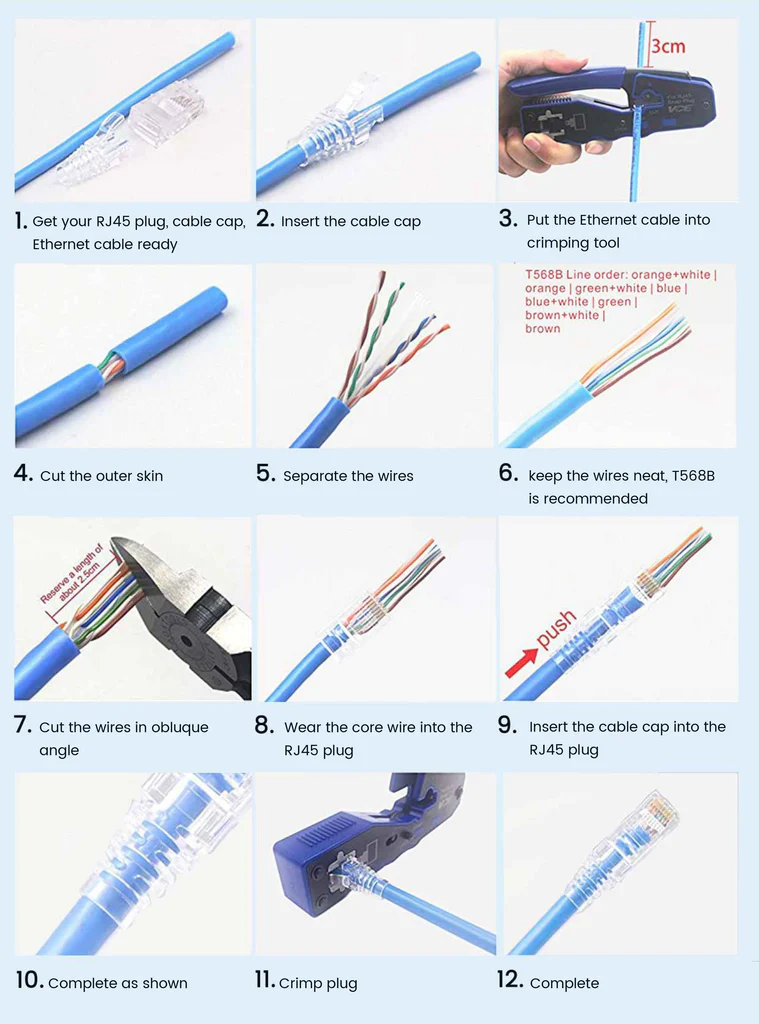 3cm
1. Get your RJ45 plug, cable cap,
Ethernet cable ready
2. Insert the cable cap
3. Put the Ethernet cable into
crimping tool
T568B Line order: orange+white |
orange | green+white | blue |
blue+white | green |
brown+white |
brown
4. Cut the outer skin
5. Separate the wires
6. keep the wires neat, T568B
is recommended
Reserve a length of
about 2.5cm
push
7. Cut the wires in obluque
angle
8. Wear the core wire into the
RJ45 plug
9. Insert the cable cap into the
RJ45 plug
10. Complete as shown
11. Crimp plug
12. Complete